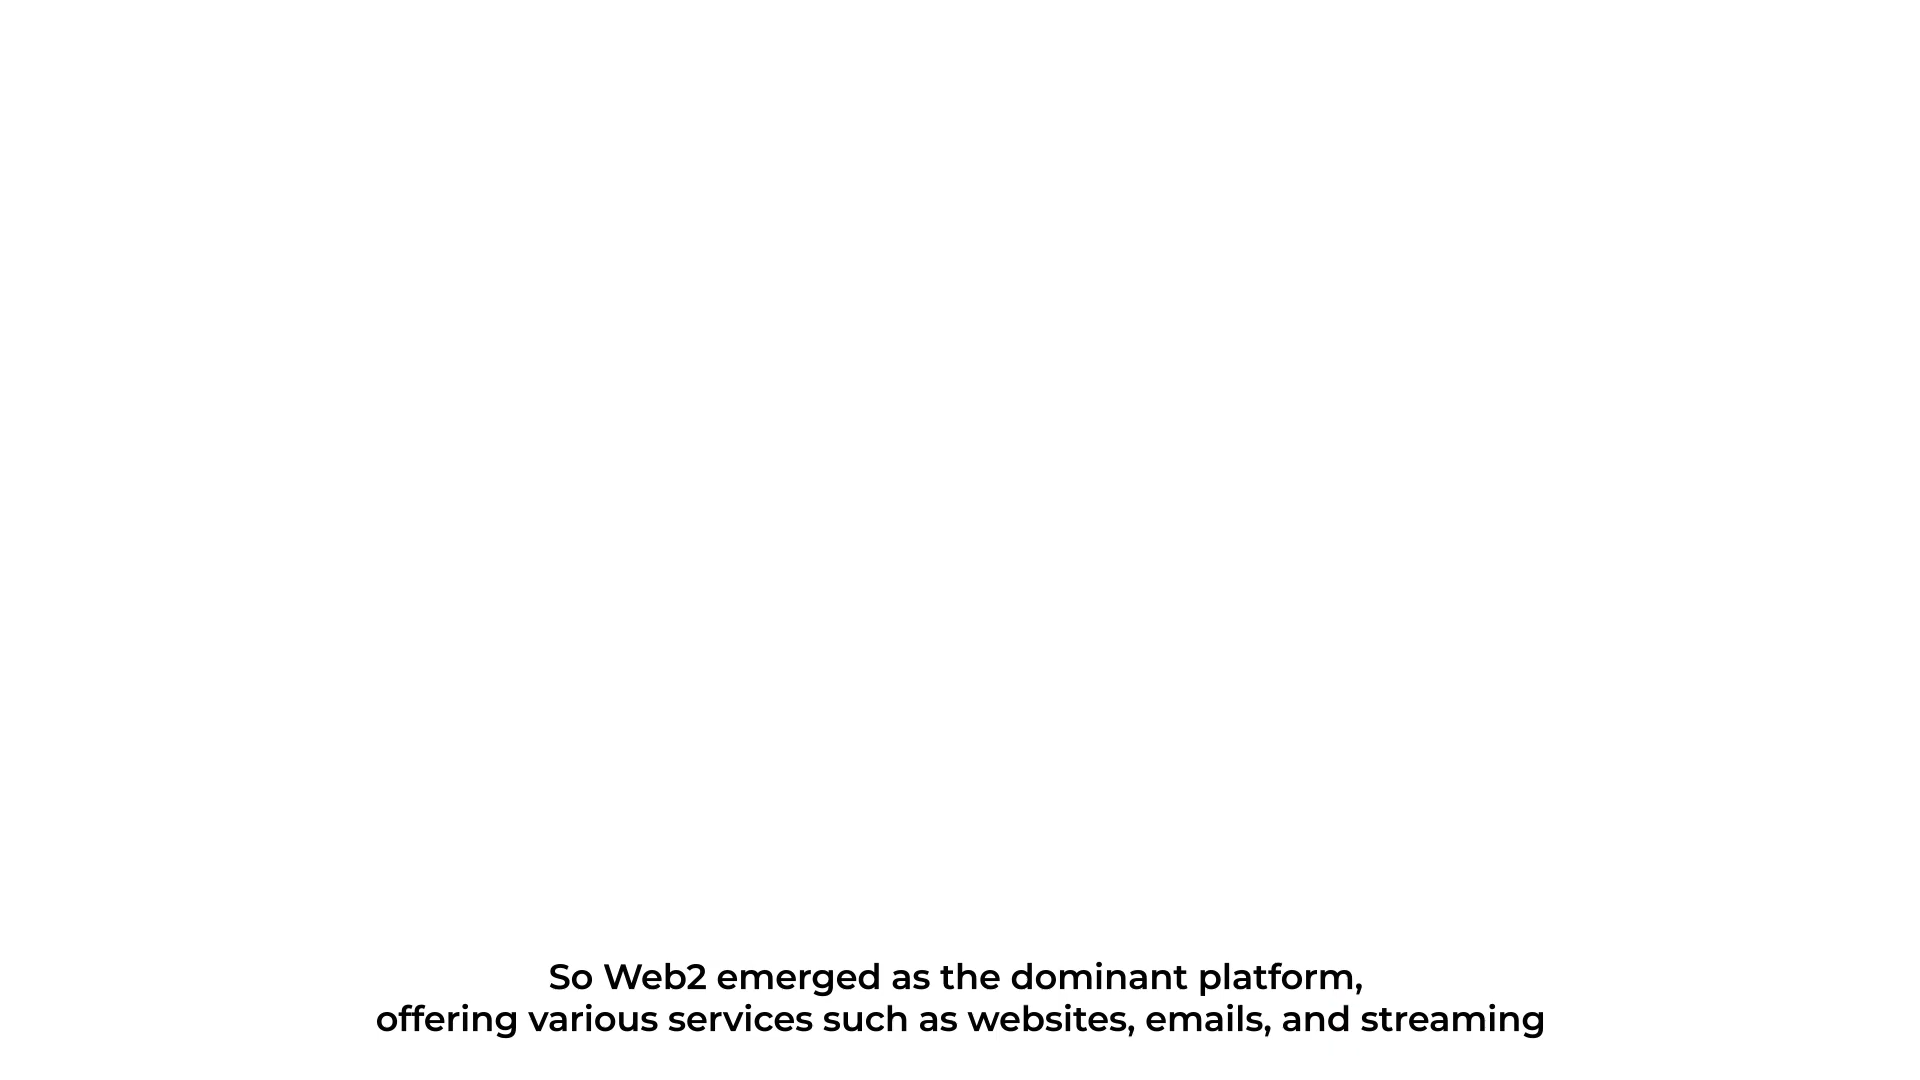 So Web2 emerged as the dominant platform,
offering various services such as websites, emails, and streaming